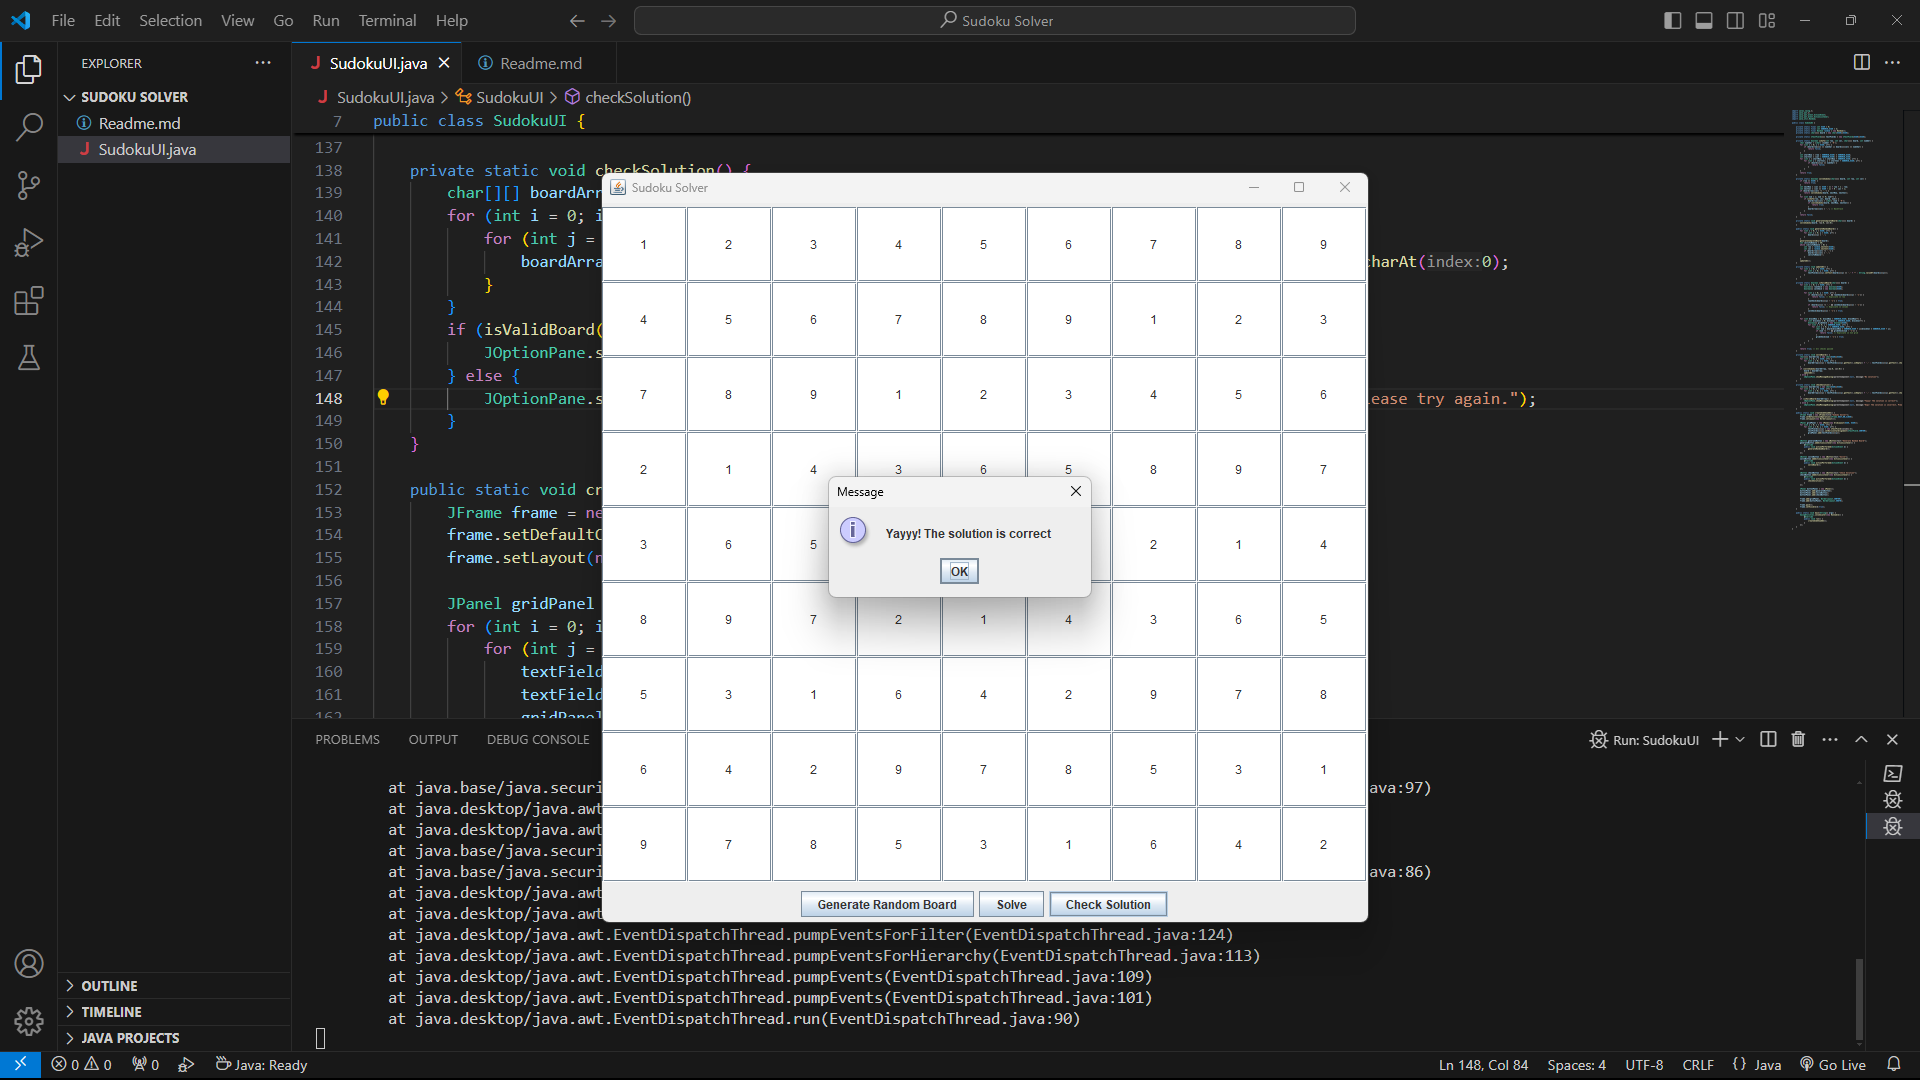 File Edit Selection View Go Run Terminal Help
Sudoku Solver
EXPLORER
SUDOKU SOLVER
Readme.md
SudokuUI.java
OUTLINE
TIMELINE
JAVA PROJECTS
SudokuUI.java
Readme.md
SudokuUI.java > SudokuUI > checkSolution()
7 public class SudokuUI {
137
138 private static void checkSolution() {
139 char[][] boardArr
140 for (int i = 0; i
141 for (int j =
142 boardArra harAt(index:0);
143 }
144 }
145 if (isValidBoard(
146 JOptionPane.s
147 } else {
148 JOptionPane.s ease try again.");
149 }
150 }
151
152 public static void cr
153 JFrame frame = ne
154 frame.setDefaultC
155 frame.setLayout(n
156
157 JPanel gridPanel
158 for (int i = 0; i
159 for (int j =
160 textField
161 textField
162 gridPanel
Sudoku Solver
1 2 3 4 5 6 7 8 9
4 5 6 7 8 9 1 2 3
7 8 9 1 2 3 4 5 6
2 1 4 3 6 5 8 9 7
3 6 5 2 1 4
8 9 7 2 1 4 3 6 5
5 3 1 6 4 2 9 7 8
6 4 2 9 7 8 5 3 1
9 7 8 5 3 1 6 4 2
Generate Random Board Solve Check Solution
Message
Yayyy! The solution is correct
OK
PROBLEMS OUTPUT DEBUG CONSOLE
Run: SudokuUI
at java.base/java.securi ava:97)
at java.desktop/java.awt
at java.desktop/java.awt
at java.base/java.securi
at java.base/java.securi ava:86)
at java.desktop/java.awt
at java.desktop/java.awt
at java.desktop/java.awt.EventDispatchThread.pumpEventsForFilter(EventDispatchThread.java:124)
at java.desktop/java.awt.EventDispatchThread.pumpEventsForHierarchy(EventDispatchThread.java:113)
at java.desktop/java.awt.EventDispatchThread.pumpEvents(EventDispatchThread.java:109)
at java.desktop/java.awt.EventDispatchThread.pumpEvents(EventDispatchThread.java:101)
at java.desktop/java.awt.EventDispatchThread.run(EventDispatchThread.java:90)
0 0 0 Java: Ready
Ln 148, Col 84 Spaces: 4 UTF-8 CRLF {} Java Go Live